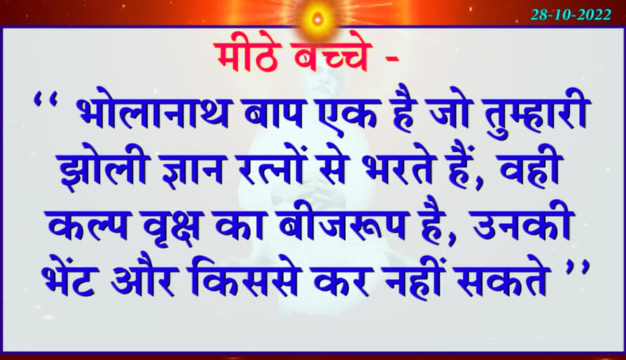 28-10-2022
मीठे बच्चे -
‘‘ भोलानाथ बाप एक है जो तुम्हारी
झोली ज्ञान रत्नों से भरते हैं, वही
कल्प वृक्ष का बीजरूप है, उनकी
भेंट और किससे कर नहीं सकते ’’